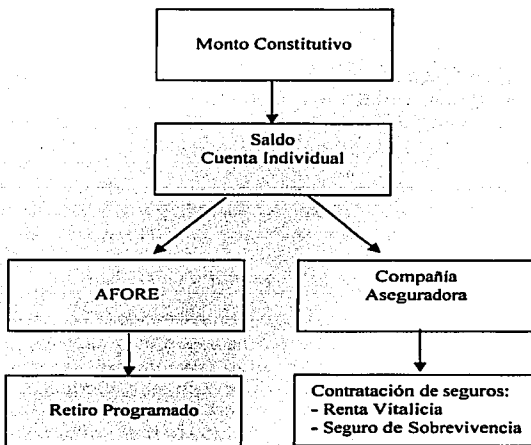 Monto Constitutivo
Saldo
Cuenta Individual
AFORE
Compañía
Aseguradora
Retiro Programado
Contratación de seguros:
- Renta Vitalicia
- Seguro de Sobrevivencia